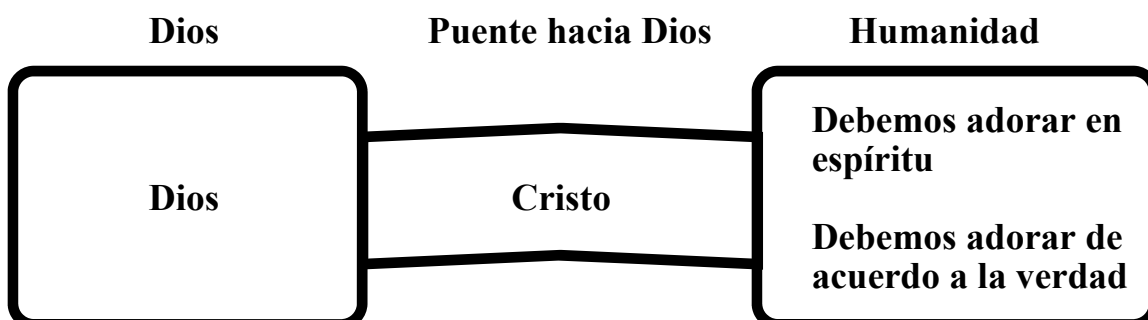 Dios Puente hacia Dios Humanidad
Dios
Cristo
Debemos adorar en
espíritu
Debemos adorar de
acuerdo a la verdad